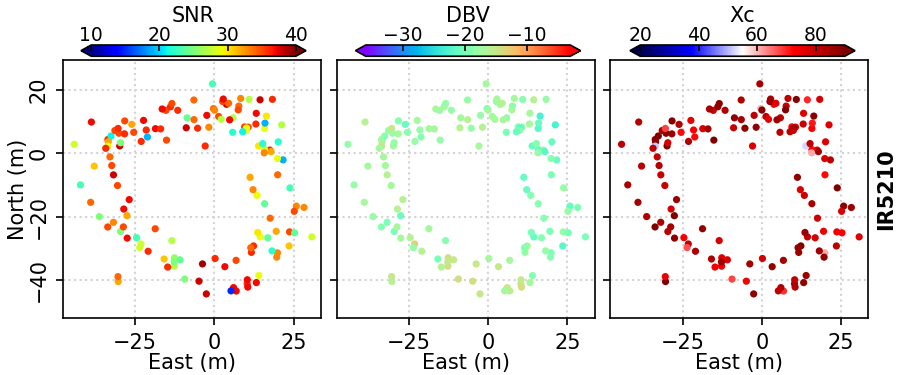 SNR DBV Xc
10 20 30 40 −30 −20 −10 20 40 60 80
20
0
−20
−40
North (m)
IR5210
−25 0 25 −25 0 25 −25 0 25
East (m) East (m) East (m)